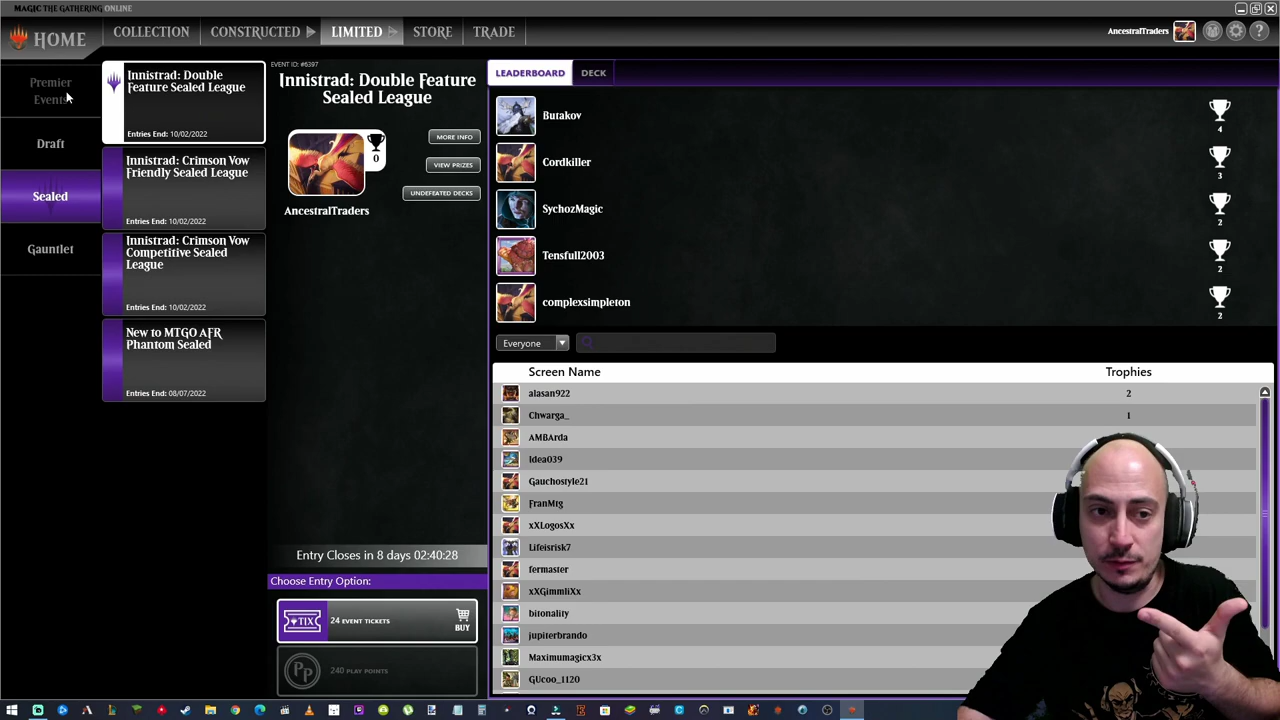 MAGIC THE GATHERING ONLINE
HOME
COLLECTION
CONSTRUCTED
LIMITED
STORE
TRADE
AncestralTraders
Premier
Events
Draft
Sealed
Gauntlet
Innistrad: Double
Feature Sealed League
Entries End: 10/02/2022
Innistrad: Crimson Vow
Friendly Sealed League
Entries End: 10/02/2022
Innistrad: Crimson Vow
Competitive Sealed
League
Entries End: 10/02/2022
New to MTGO AFR
Phantom Sealed
Entries End: 08/07/2022
EVENT ID: #6397
Innistrad: Double Feature
Sealed League
0
MORE INFO
VIEW PRIZES
UNDEFEATED DECKS
AncestralTraders
Entry Closes in 8 days 02:40:28
Choose Entry Option:
TIX
24 EVENT TICKETS
BUY
PP
240 PLAY POINTS
LEADERBOARD
DECK
Butakov
4
Cordkiller
3
SychozMagic
2
Tensfull2003
2
complexsimpleton
2
Everyone
Screen Name
Trophies
alasan922
2
Chwarga_
1
AMBArda
Idea039
Gauchostyle21
FranMtg
xXLogosXx
Lifeisrisk7
fermaster
xXGimmliXx
bitonality
jupiterbrando
Maximumagicx3x
GUcoo_1120